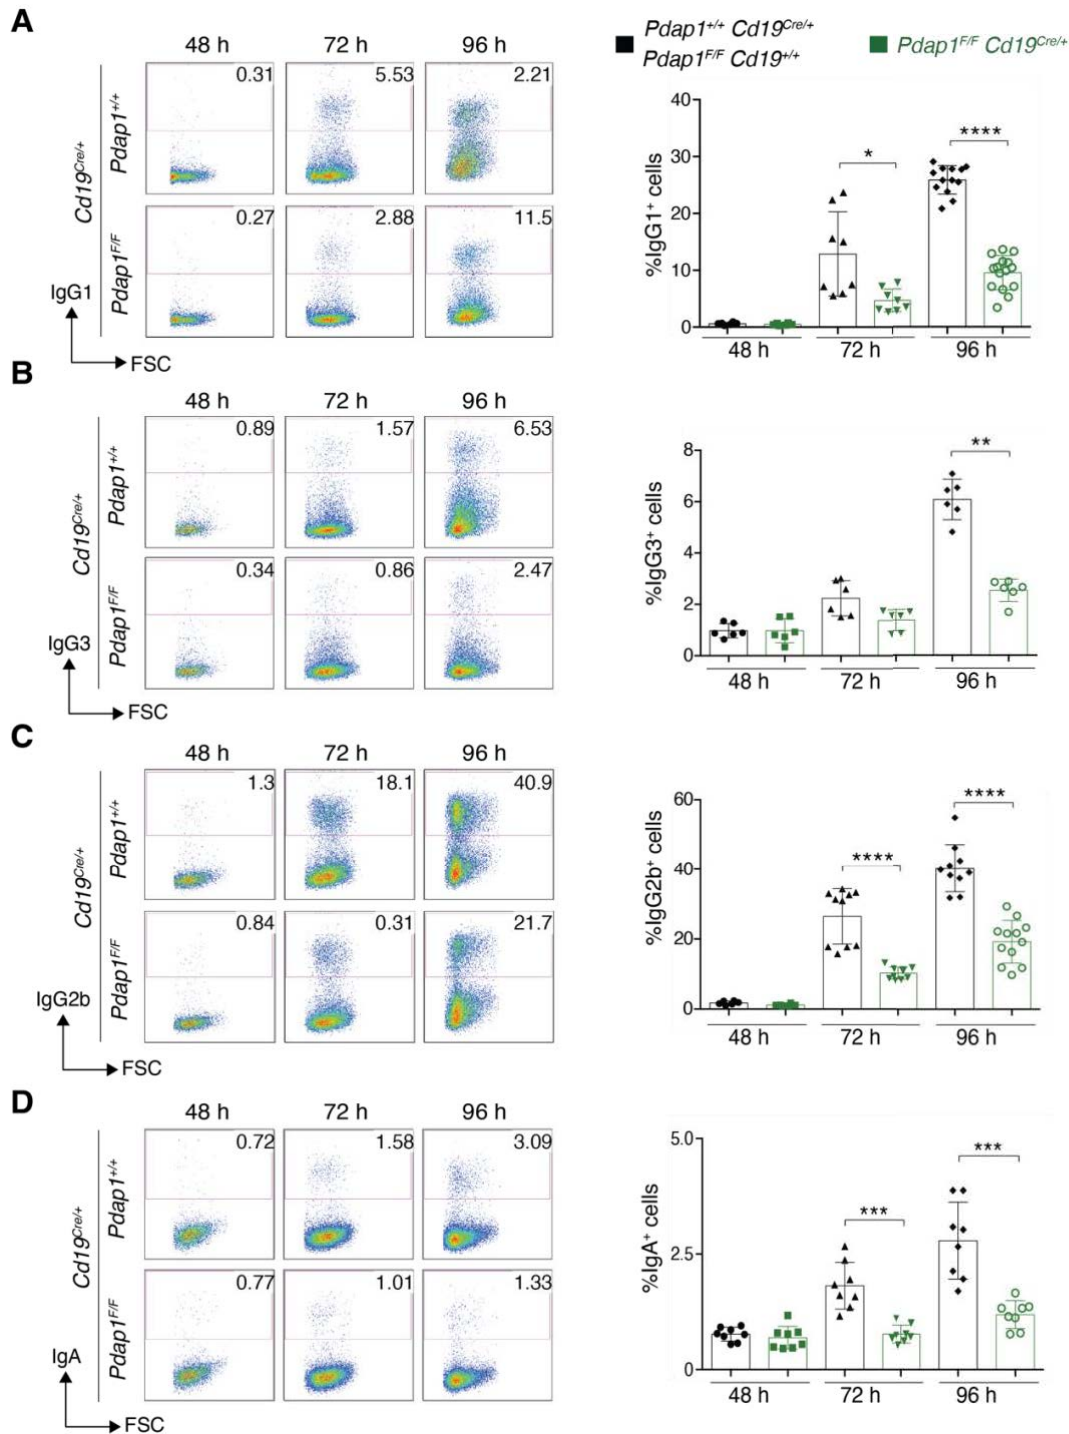 A
48 h 72 h 96 h
Cd19Cre/+
Pdap1+/+
0.31 5.53 2.21
Pdap1F/F
0.27 2.88 11.5
IgG1
FSC
Pdap1+/+ Cd19Cre/+
Pdap1F/F Cd19+/+
Pdap1F/F Cd19Cre/+
%IgG1+ cells
40
30
20
10
0
*
****
48 h 72 h 96 h
B
48 h 72 h 96 h
Cd19Cre/+
Pdap1+/+
0.89 1.57 6.53
Pdap1F/F
0.34 0.86 2.47
IgG3
FSC
%IgG3+ cells
8
6
4
2
0
**
48 h 72 h 96 h
C
48 h 72 h 96 h
Cd19Cre/+
Pdap1+/+
1.3 18.1 40.9
Pdap1F/F
0.84 0.31 21.7
IgG2b
FSC
%IgG2b+ cells
60
40
20
0
****
****
48 h 72 h 96 h
D
48 h 72 h 96 h
Cd19Cre/+
Pdap1+/+
0.72 1.58 3.09
Pdap1F/F
0.77 1.01 1.33
IgA
FSC
%IgA+ cells
5.0
2.5
0
***
***
48 h 72 h 96 h